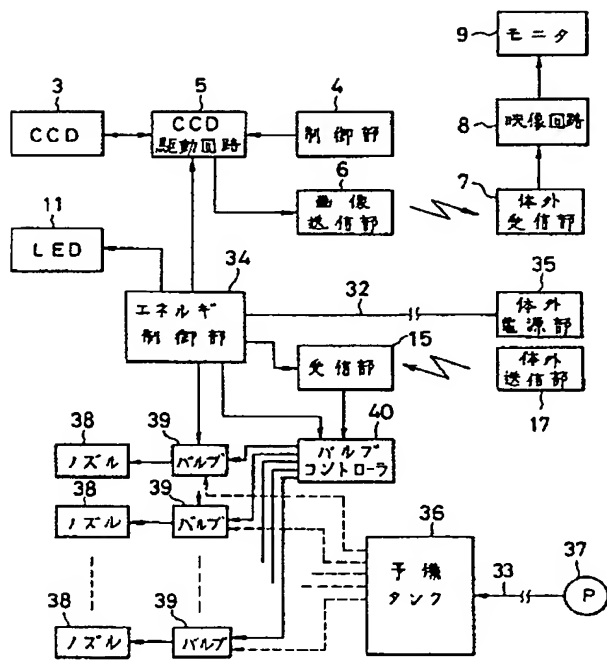 9
モニタ
3
5
4
CCD
CCD
駆動回路
制御部
8
映像回路
6
画像
送信部
7
体外
受信部
11
LED
34
エネルギ
制御部
32
35
体外
電源部
15
受信部
体外
送信部
17
40
バルブ
コントローラ
38
39
ノズル
バルブ
38
39
ノズル
バルブ
36
予備
タンク
33
37
P
38
39
ノズル
バルブ